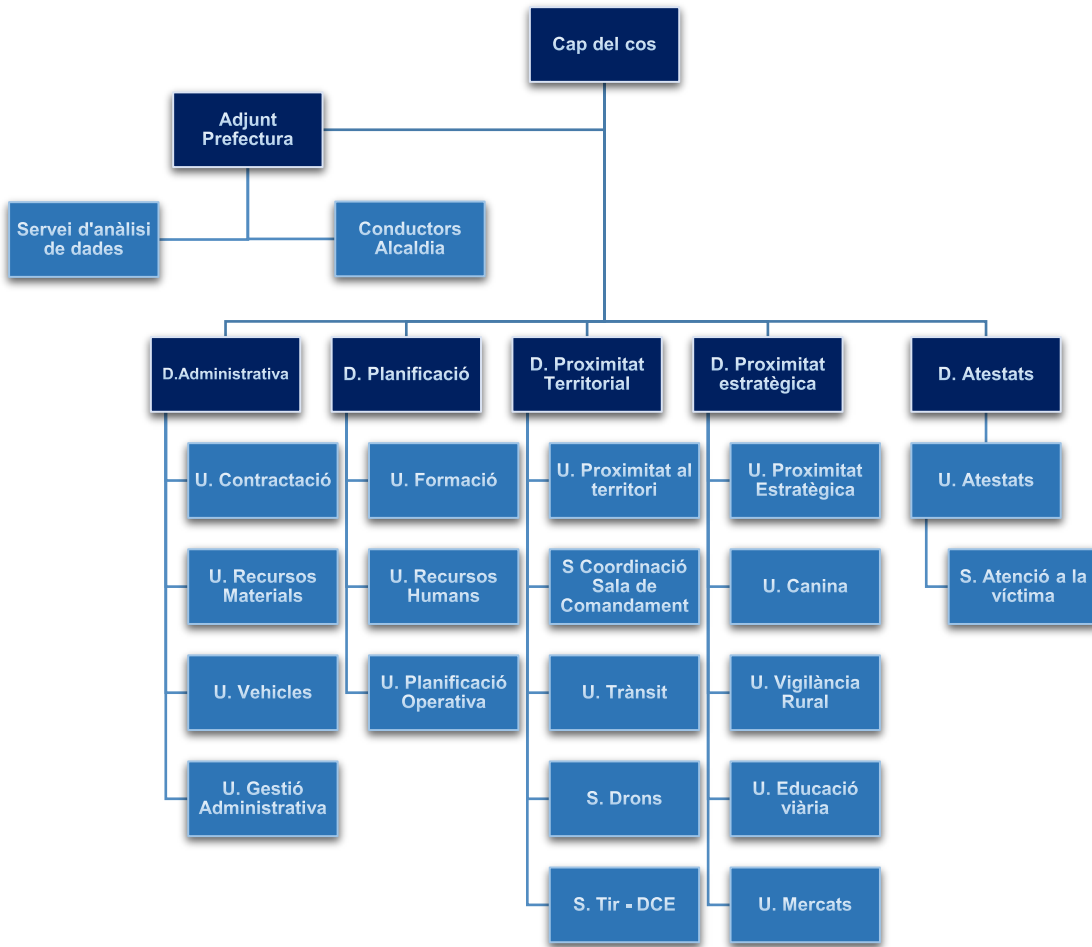 Cap del cos
Adjunt
Prefectura
Servei d'anàlisi
de dades
Conductors
Alcaldia
D.Administrativa
D. Planificació
D. Proximitat
Territorial
D. Proximitat
estratègica
D. Atestats
U. Contractació
U. Formació
U. Proximitat al
territori
U. Proximitat
Estratègica
U. Atestats
U. Recursos
Materials
U. Recursos
Humans
S Coordinació
Sala de
Comandament
U. Canina
S. Atenció a la
víctima
U. Vehicles
U. Planificació
Operativa
U. Trànsit
U. Vigilància
Rural
U. Gestió
Administrativa
S. Drons
U. Educació
viària
S. Tir - DCE
U. Mercats